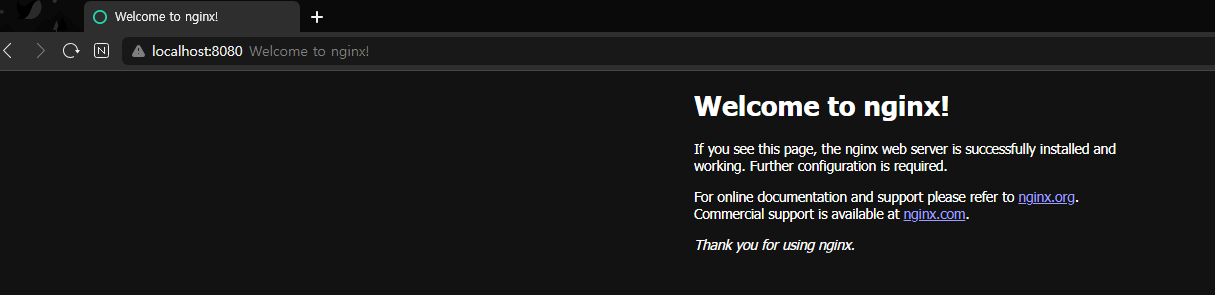 Welcome to nginx!
N
localhost:8080 Welcome to nginx!
Welcome to nginx!
If you see this page, the nginx web server is successfully installed and
working. Further configuration is required.
For online documentation and support please refer to nginx.org.
Commercial support is available at nginx.com.
Thank you for using nginx.